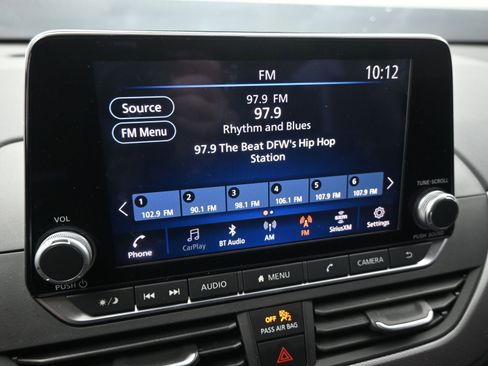 FM
10:12
Source
97.9 FM
97.9
FM Menu
Rhythm and Blues
97.9 The Beat DFW's Hip Hop
Station
1 2 3 4 5 6
102.9 FM 90.1 FM 98.1 FM 106.1 FM 107.9 FM 107.9 FM
Phone CarPlay BT Audio AM FM SiriusXM Settings
VOL
TUNE·SCROLL
PUSH
PUSH SOUND
AUDIO MENU CAMERA
OFF 2
PASS AIR BAG